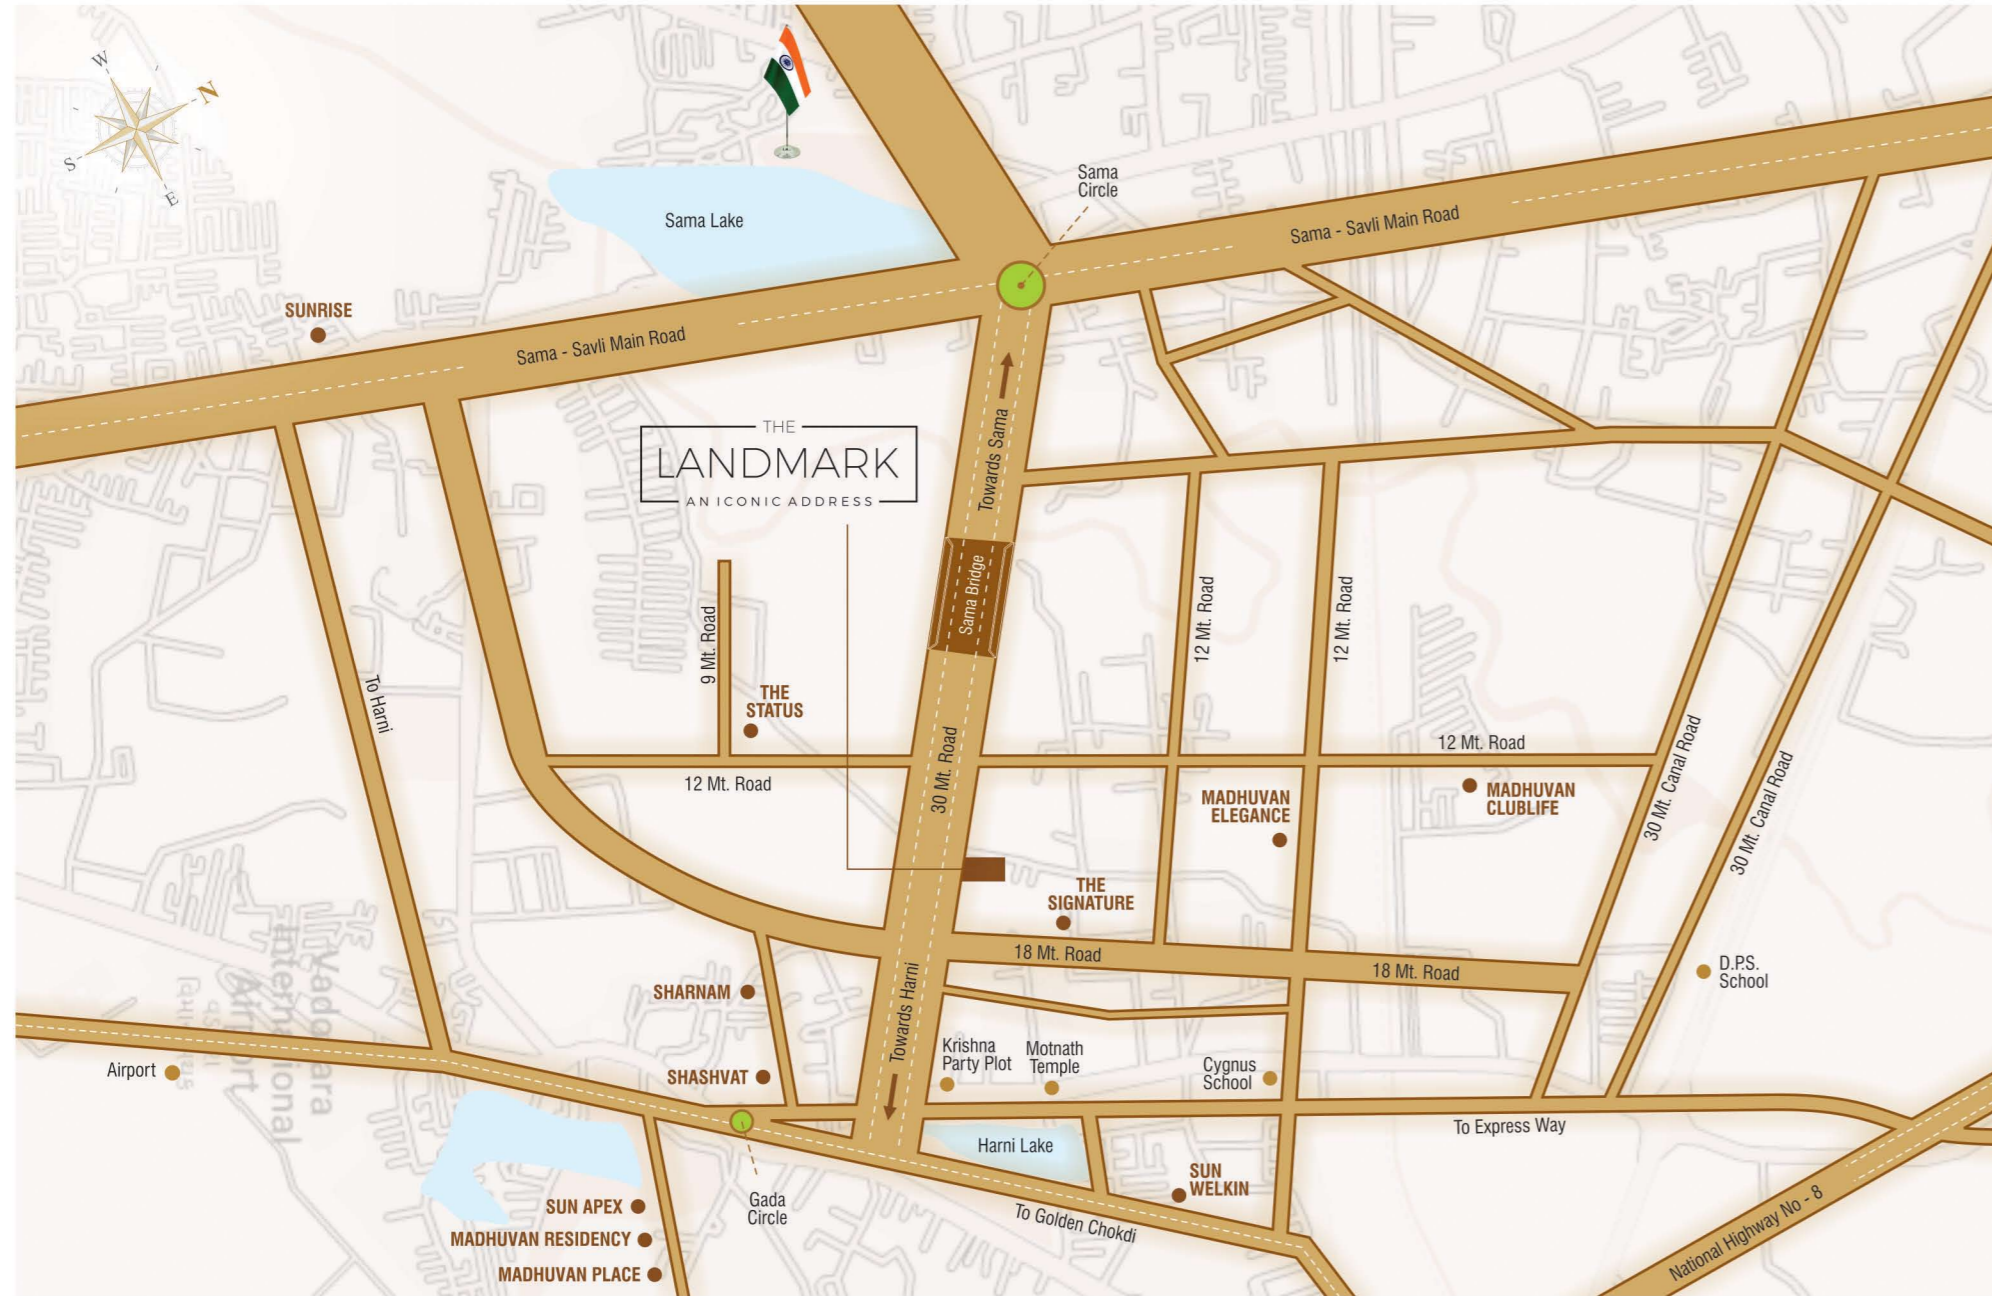 W
N
S
E
Sama Lake
Sama
Circle
Sama - Savli Main Road
SUNRISE
Sama - Savli Main Road
THE
LANDMARK
AN ICONIC ADDRESS
Towards Sama
Sama Bridge
9 Mt. Road
12 Mt. Road
12 Mt. Road
To Harni
THE
STATUS
12 Mt. Road
30 Mt. Road
12 Mt. Road
30 Mt. Canal Road
30 Mt. Canal Road
MADHUVAN
ELEGANCE
MADHUVAN
CLUBLIFE
THE
SIGNATURE
18 Mt. Road
18 Mt. Road
D.P.S.
School
Vadodara
International
Airport
SHARNAM
Towards Harni
Krishna
Party Plot
Motnath
Temple
Cygnus
School
Airport
SHASHVAT
To Express Way
Harni Lake
SUN
WELKIN
Gada
Circle
SUN APEX
MADHUVAN RESIDENCY
MADHUVAN PLACE
To Golden Chokdi
National Highway No - 8